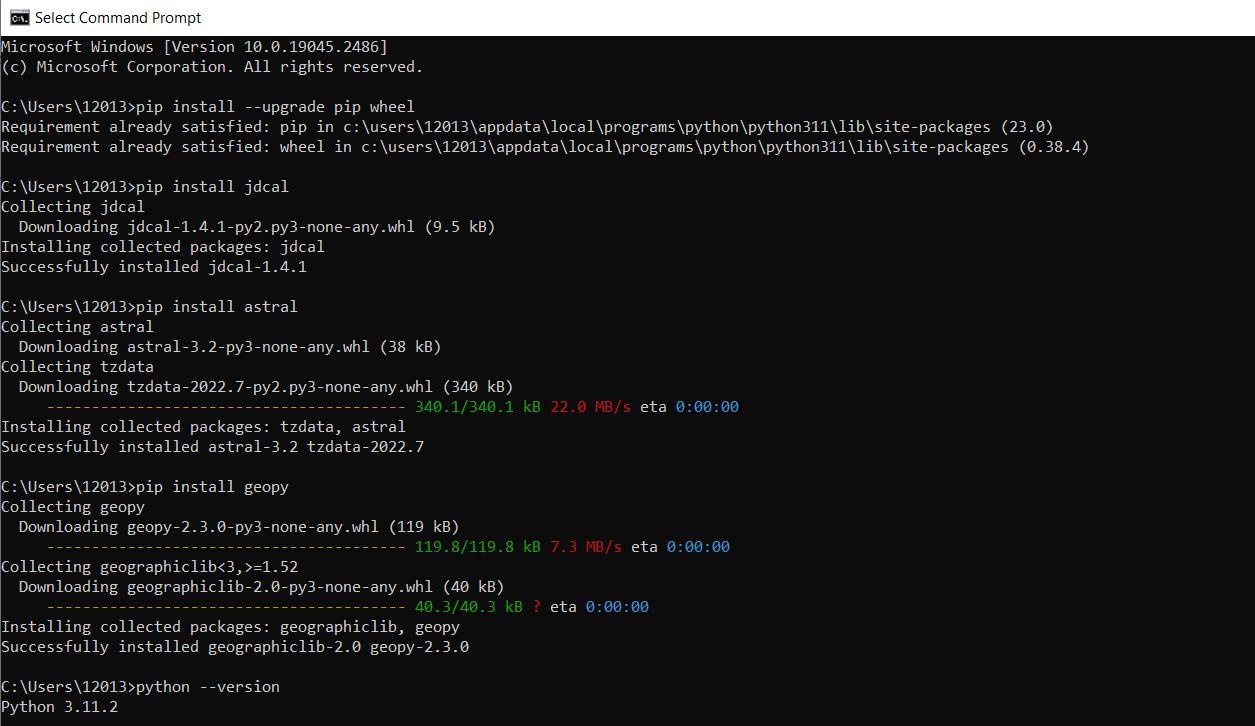 Select Command Prompt
Microsoft Windows [Version 10.0.19045.2486]
(c) Microsoft Corporation. All rights reserved.
C:\Users\12013>pip install --upgrade pip wheel
Requirement already satisfied: pip in c:\users\12013\appdata\local\programs\python\python311\lib\site-packages (23.0)
Requirement already satisfied: wheel in c:\users\12013\appdata\local\programs\python\python311\lib\site-packages (0.38.4)
C:\Users\12013>pip install jdcal
Collecting jdcal
  Downloading jdcal-1.4.1-py2.py3-none-any.whl (9.5 kB)
Installing collected packages: jdcal
Successfully installed jdcal-1.4.1
C:\Users\12013>pip install astral
Collecting astral
  Downloading astral-3.2-py3-none-any.whl (38 kB)
Collecting tzdata
  Downloading tzdata-2022.7-py2.py3-none-any.whl (340 kB)
     ---------------------------------------- 340.1/340.1 kB 22.0 MB/s eta 0:00:00
Installing collected packages: tzdata, astral
Successfully installed astral-3.2 tzdata-2022.7
C:\Users\12013>pip install geopy
Collecting geopy
  Downloading geopy-2.3.0-py3-none-any.whl (119 kB)
     ---------------------------------------- 119.8/119.8 kB 7.3 MB/s eta 0:00:00
Collecting geographiclib<3,>=1.52
  Downloading geographiclib-2.0-py3-none-any.whl (40 kB)
     ---------------------------------------- 40.3/40.3 kB ? eta 0:00:00
Installing collected packages: geographiclib, geopy
Successfully installed geographiclib-2.0 geopy-2.3.0
C:\Users\12013>python --version
Python 3.11.2